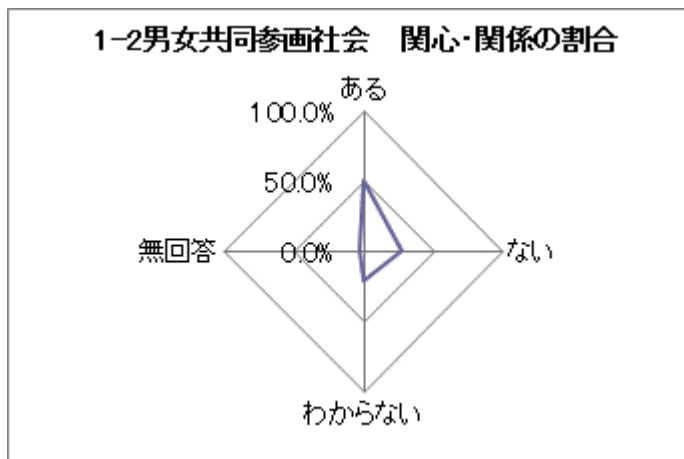 1-2男女共同参画社会　関心・関係の割合
ある
100.0%
50.0%
無回答
0.0%
ない
わからない